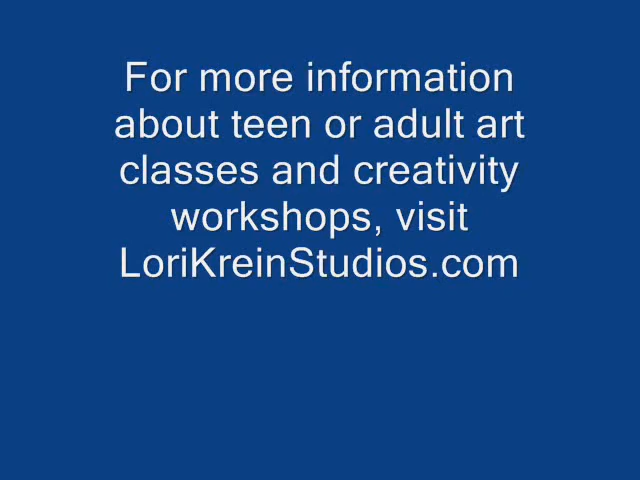 For more information
about teen or adult art
classes and creativity
workshops, visit
LoriKreinStudios.com